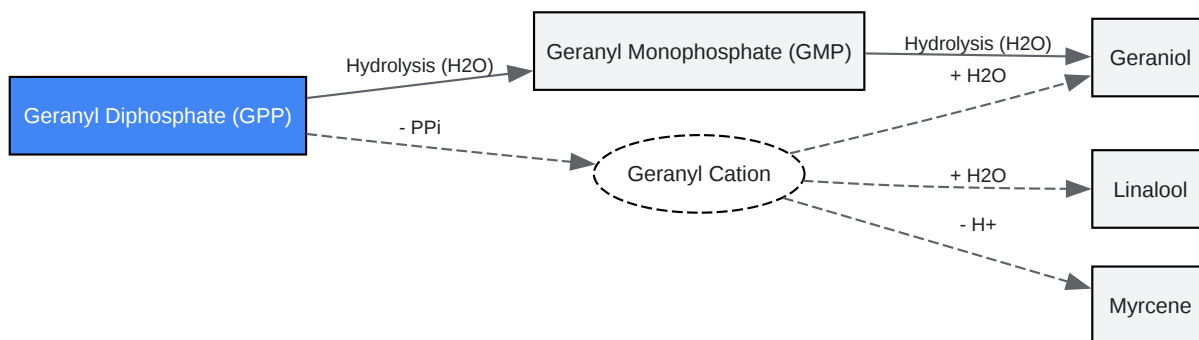 Geranyl Diphosphate (GPP)
Hydrolysis (H2O)
Geranyl Monophosphate (GMP)
Hydrolysis (H2O)
Geraniol
- PPi
Geranyl Cation
+ H2O
+ H2O
Linalool
- H+
Myrcene